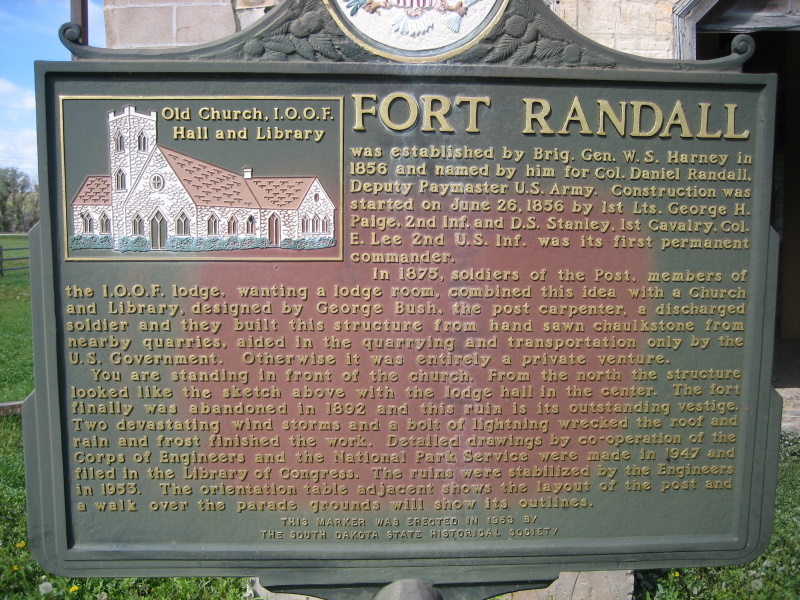 Old Church, I.O.O.F.
Hall and Library
FORT RANDALL
was established by Brig. Gen. W. S. Harney in
1856 and named by him for Col. Daniel Randall,
Deputy Paymaster U.S. Army. Construction was
started on June 26, 1856 by 1st Lts. George H.
Paige, 2nd Inf. and D.S. Stanley, 1st Cavalry. Col.
E. Lee 2nd U.S. Inf. was its first permanent
commander.
In 1875, soldiers of the Post, members of
the I.O.O.F. lodge, wanting a lodge room, combined this idea with a Church
and Library, designed by George Bush, the post carpenter, a discharged
soldier and they built this structure from hand sawn chaulkstone from
nearby quarries, aided in the quarrying and transportation only by the
U.S. Government. Otherwise it was entirely a private venture.
You are standing in front of the church. From the north the structure
looked like the sketch above with the lodge hall in the center. The fort
finally was abandoned in 1892 and this ruin is its outstanding vestige.
Two devastating wind storms and a bolt of lightning wrecked the roof and
rain and frost finished the work. Detailed drawings by co-operation of the
Corps of Engineers and the National Park Service were made in 1947 and
filed in the Library of Congress. The ruins were stabilized by the Engineers
in 1953. The orientation table adjacent shows the layout of the post and
a walk over the parade grounds will show its outlines.
THIS MARKER WAS ERECTED IN 1953 BY
THE SOUTH DAKOTA STATE HISTORICAL SOCIETY